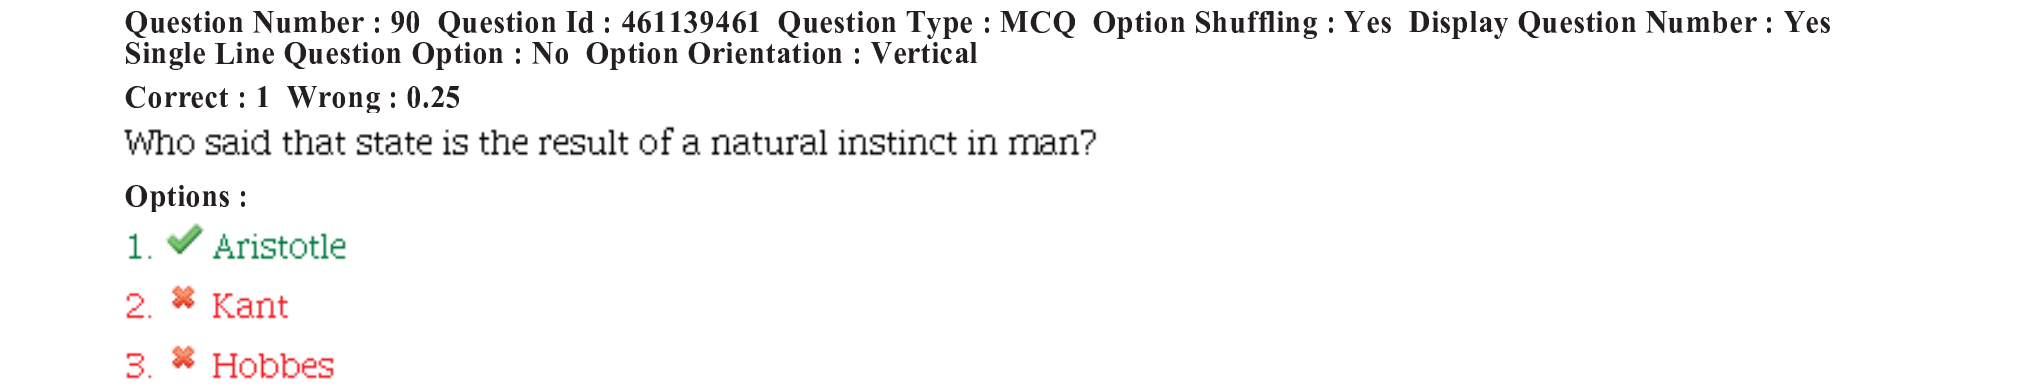 Question Number : 90 Question Id : 461139461 Question Type : MCQ Option Shuffling : Yes Display Question Number : Yes
Single Line Question Option : No Option Orientation : Vertical
Correct : 1 Wrong : 0.25
Who said that state is the result of a natural instinct in man?
Options :
1. Aristotle
2. Kant
3. Hobbes